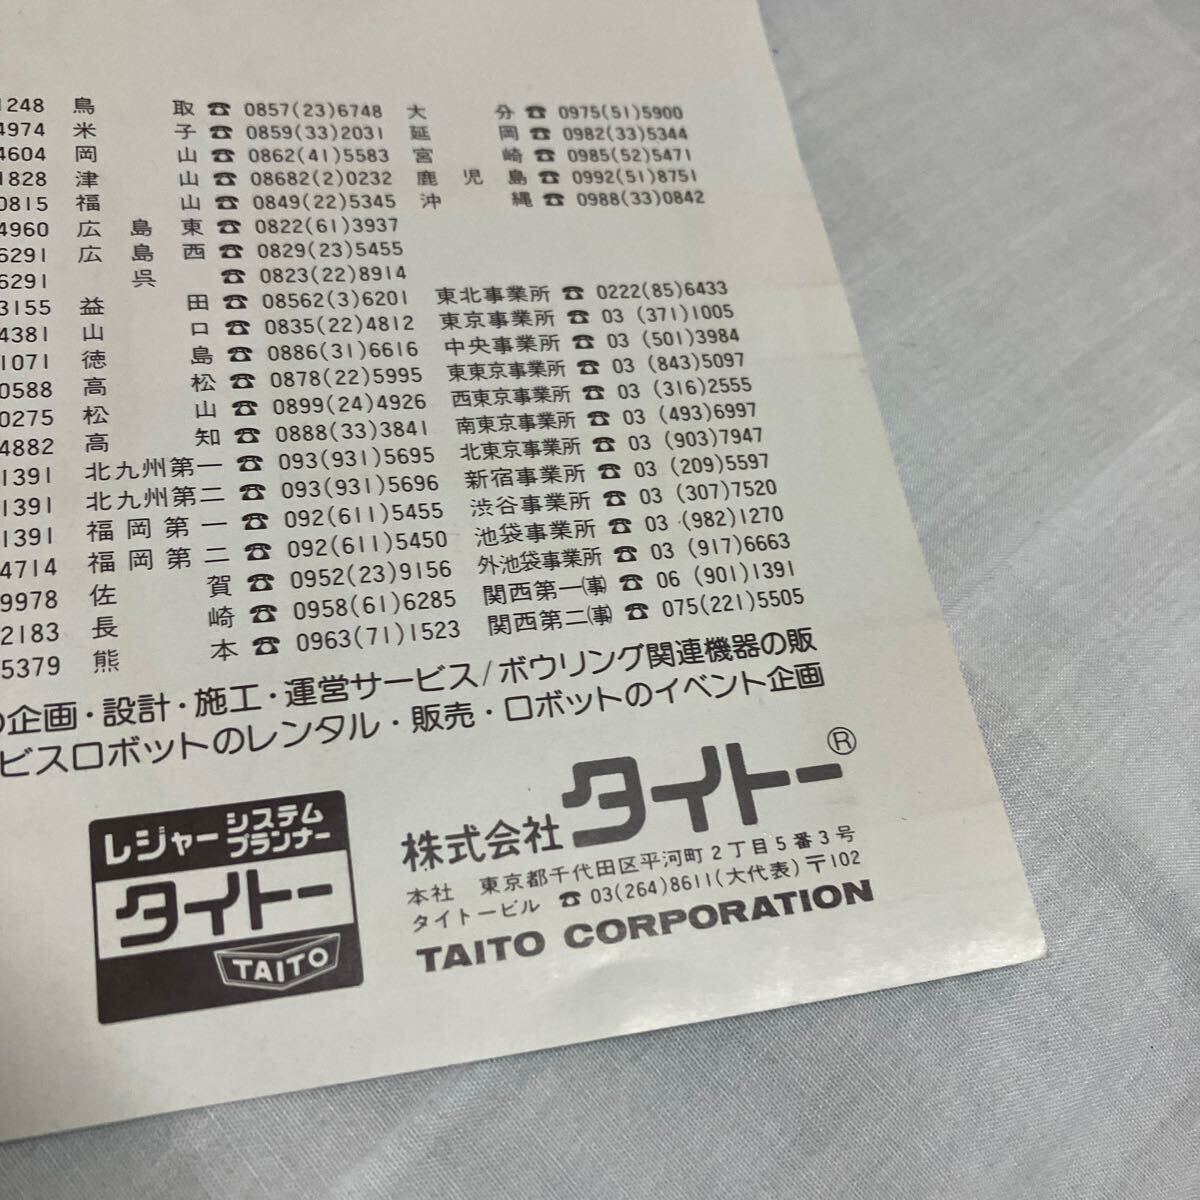 1248 鳥取 ☎ 0857(23)6748 大分 ☎ 0975(51)5900
4974 米子 ☎ 0859(33)2031 延岡 ☎ 0982(33)5344
4604 岡山 ☎ 0862(41)5583 宮崎 ☎ 0985(52)5471
1828 津山 ☎ 08682(2)0232 鹿児島 ☎ 0992(51)8751
0815 福山 ☎ 0849(22)5345 沖縄 ☎ 0988(33)0842
4960 広島東 ☎ 0822(61)3937
6291 広島西 ☎ 0829(23)5455
6291 呉 ☎ 0823(22)8914
3155 益田 ☎ 08562(3)6201 東北事業所 ☎ 0222(85)6433
4381 山口 ☎ 0835(22)4812 東京事業所 ☎ 03 (371)1005
1071 徳島 ☎ 0886(31)6616 中央事業所 ☎ 03 (501)3984
0588 高松 ☎ 0878(22)5995 東東京事業所 ☎ 03 (843)5097
0275 松山 ☎ 0899(24)4926 西東京事業所 ☎ 03 (316)2555
4882 高知 ☎ 0888(33)3841 南東京事業所 ☎ 03 (493)6997
1391 北九州第一 ☎ 093(931)5695 北東京事業所 ☎ 03 (903)7947
1391 北九州第二 ☎ 093(931)5696 新宿事業所 ☎ 03 (209)5597
1391 福岡第一 ☎ 092(611)5455 渋谷事業所 ☎ 03 (307)7520
4714 福岡第二 ☎ 092(611)5450 池袋事業所 ☎ 03 (982)1270
9978 佐賀 ☎ 0952(23)9156 外池袋事業所 ☎ 03 (917)6663
2183 長崎 ☎ 0958(61)6285 関西第一㈸ ☎ 06 (901)1391
5379 熊本 ☎ 0963(71)1523 関西第二㈸ ☎ 075(221)5505
の企画・設計・施工・運営サービス/ボウリング関連機器の販
ビスロボットのレンタル・販売・ロボットのイベント企画
レジャーシステムプランナー
タイトー
TAITO
株式会社タイトー®
本社 東京都千代田区平河町2丁目5番3号
タイトービル ☎ 03(264)8611(大代表)〒102
TAITO CORPORATION